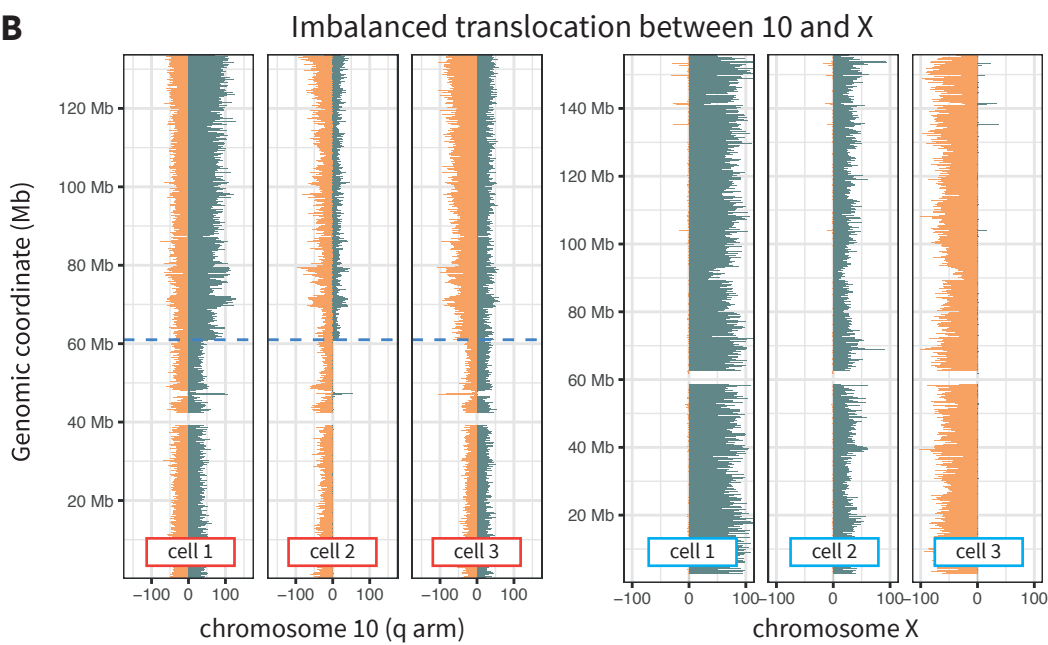 B
Imbalanced translocation between 10 and X
Genomic coordinate (Mb)
120 Mb
100 Mb
80 Mb
60 Mb
40 Mb
20 Mb
cell 1
cell 2
cell 3
−100 0 100
−100 0 100
−100 0 100
chromosome 10 (q arm)
140 Mb
120 Mb
100 Mb
80 Mb
60 Mb
40 Mb
20 Mb
cell 1
cell 2
cell 3
−100 0 100
−100 0 100
−100 0 100
chromosome X